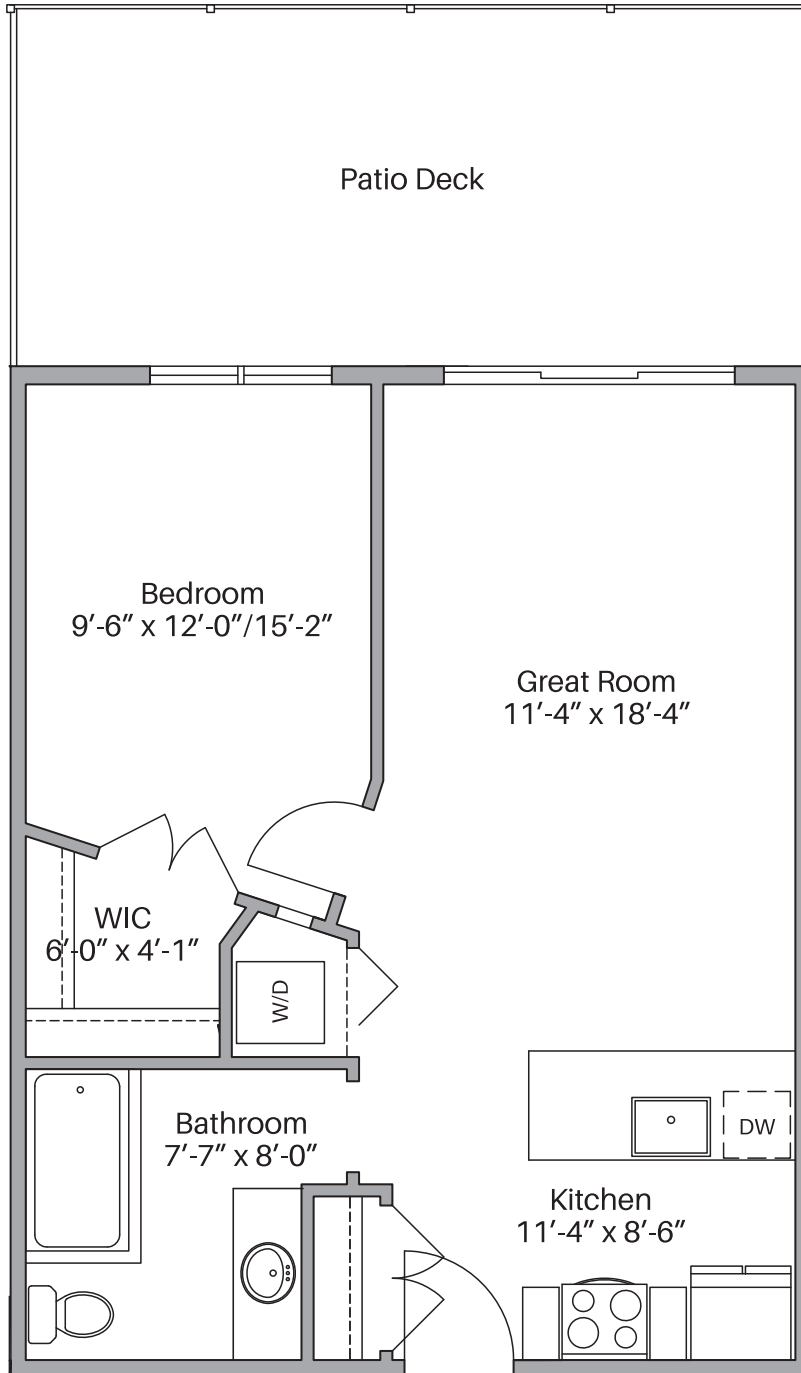 Patio Deck
Bedroom
9′-6″ x 12′-0″/15′-2″
Great Room
11′-4″ x 18′-4″
WIC
6′-0″ x 4′-1″
W/D
Bathroom
7′-7″ x 8′-0″
DW
Kitchen
11′-4″ x 8′-6″